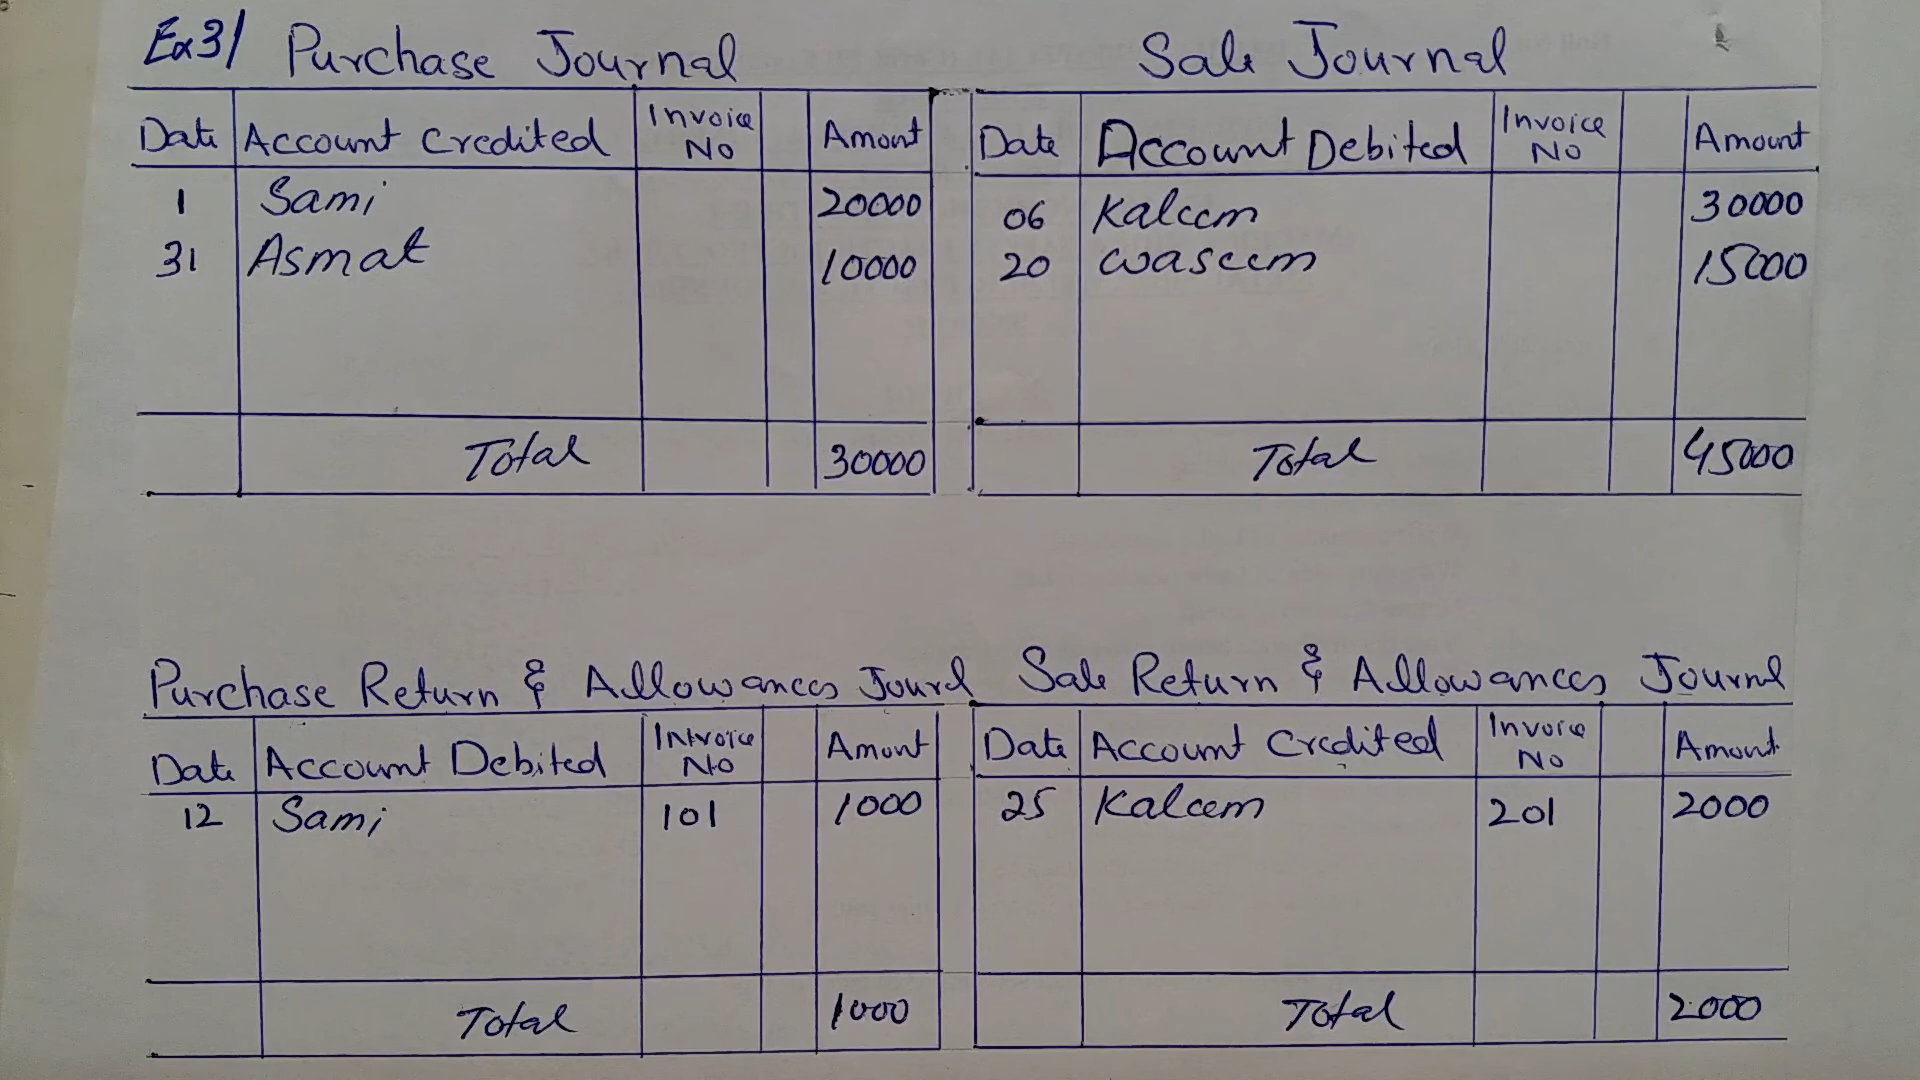 Ex3/ Purchase Journal
Date Account Credited Invoice No Amount
1 Sami 20000
31 Asmat 10000
Total 30000
Sale Journal
Date Account Debited Invoice No Amount
06 Kaleem 30000
20 Waseem 15000
Total 45000
Purchase Return & Allowances Jourl
Date Account Debited Invoice No Amount
12 Sami 101 1000
Total 1000
Sale Return & Allowances Journl
Date Account Credited Invoice No Amount
25 Kaleem 201 2000
Total 2000